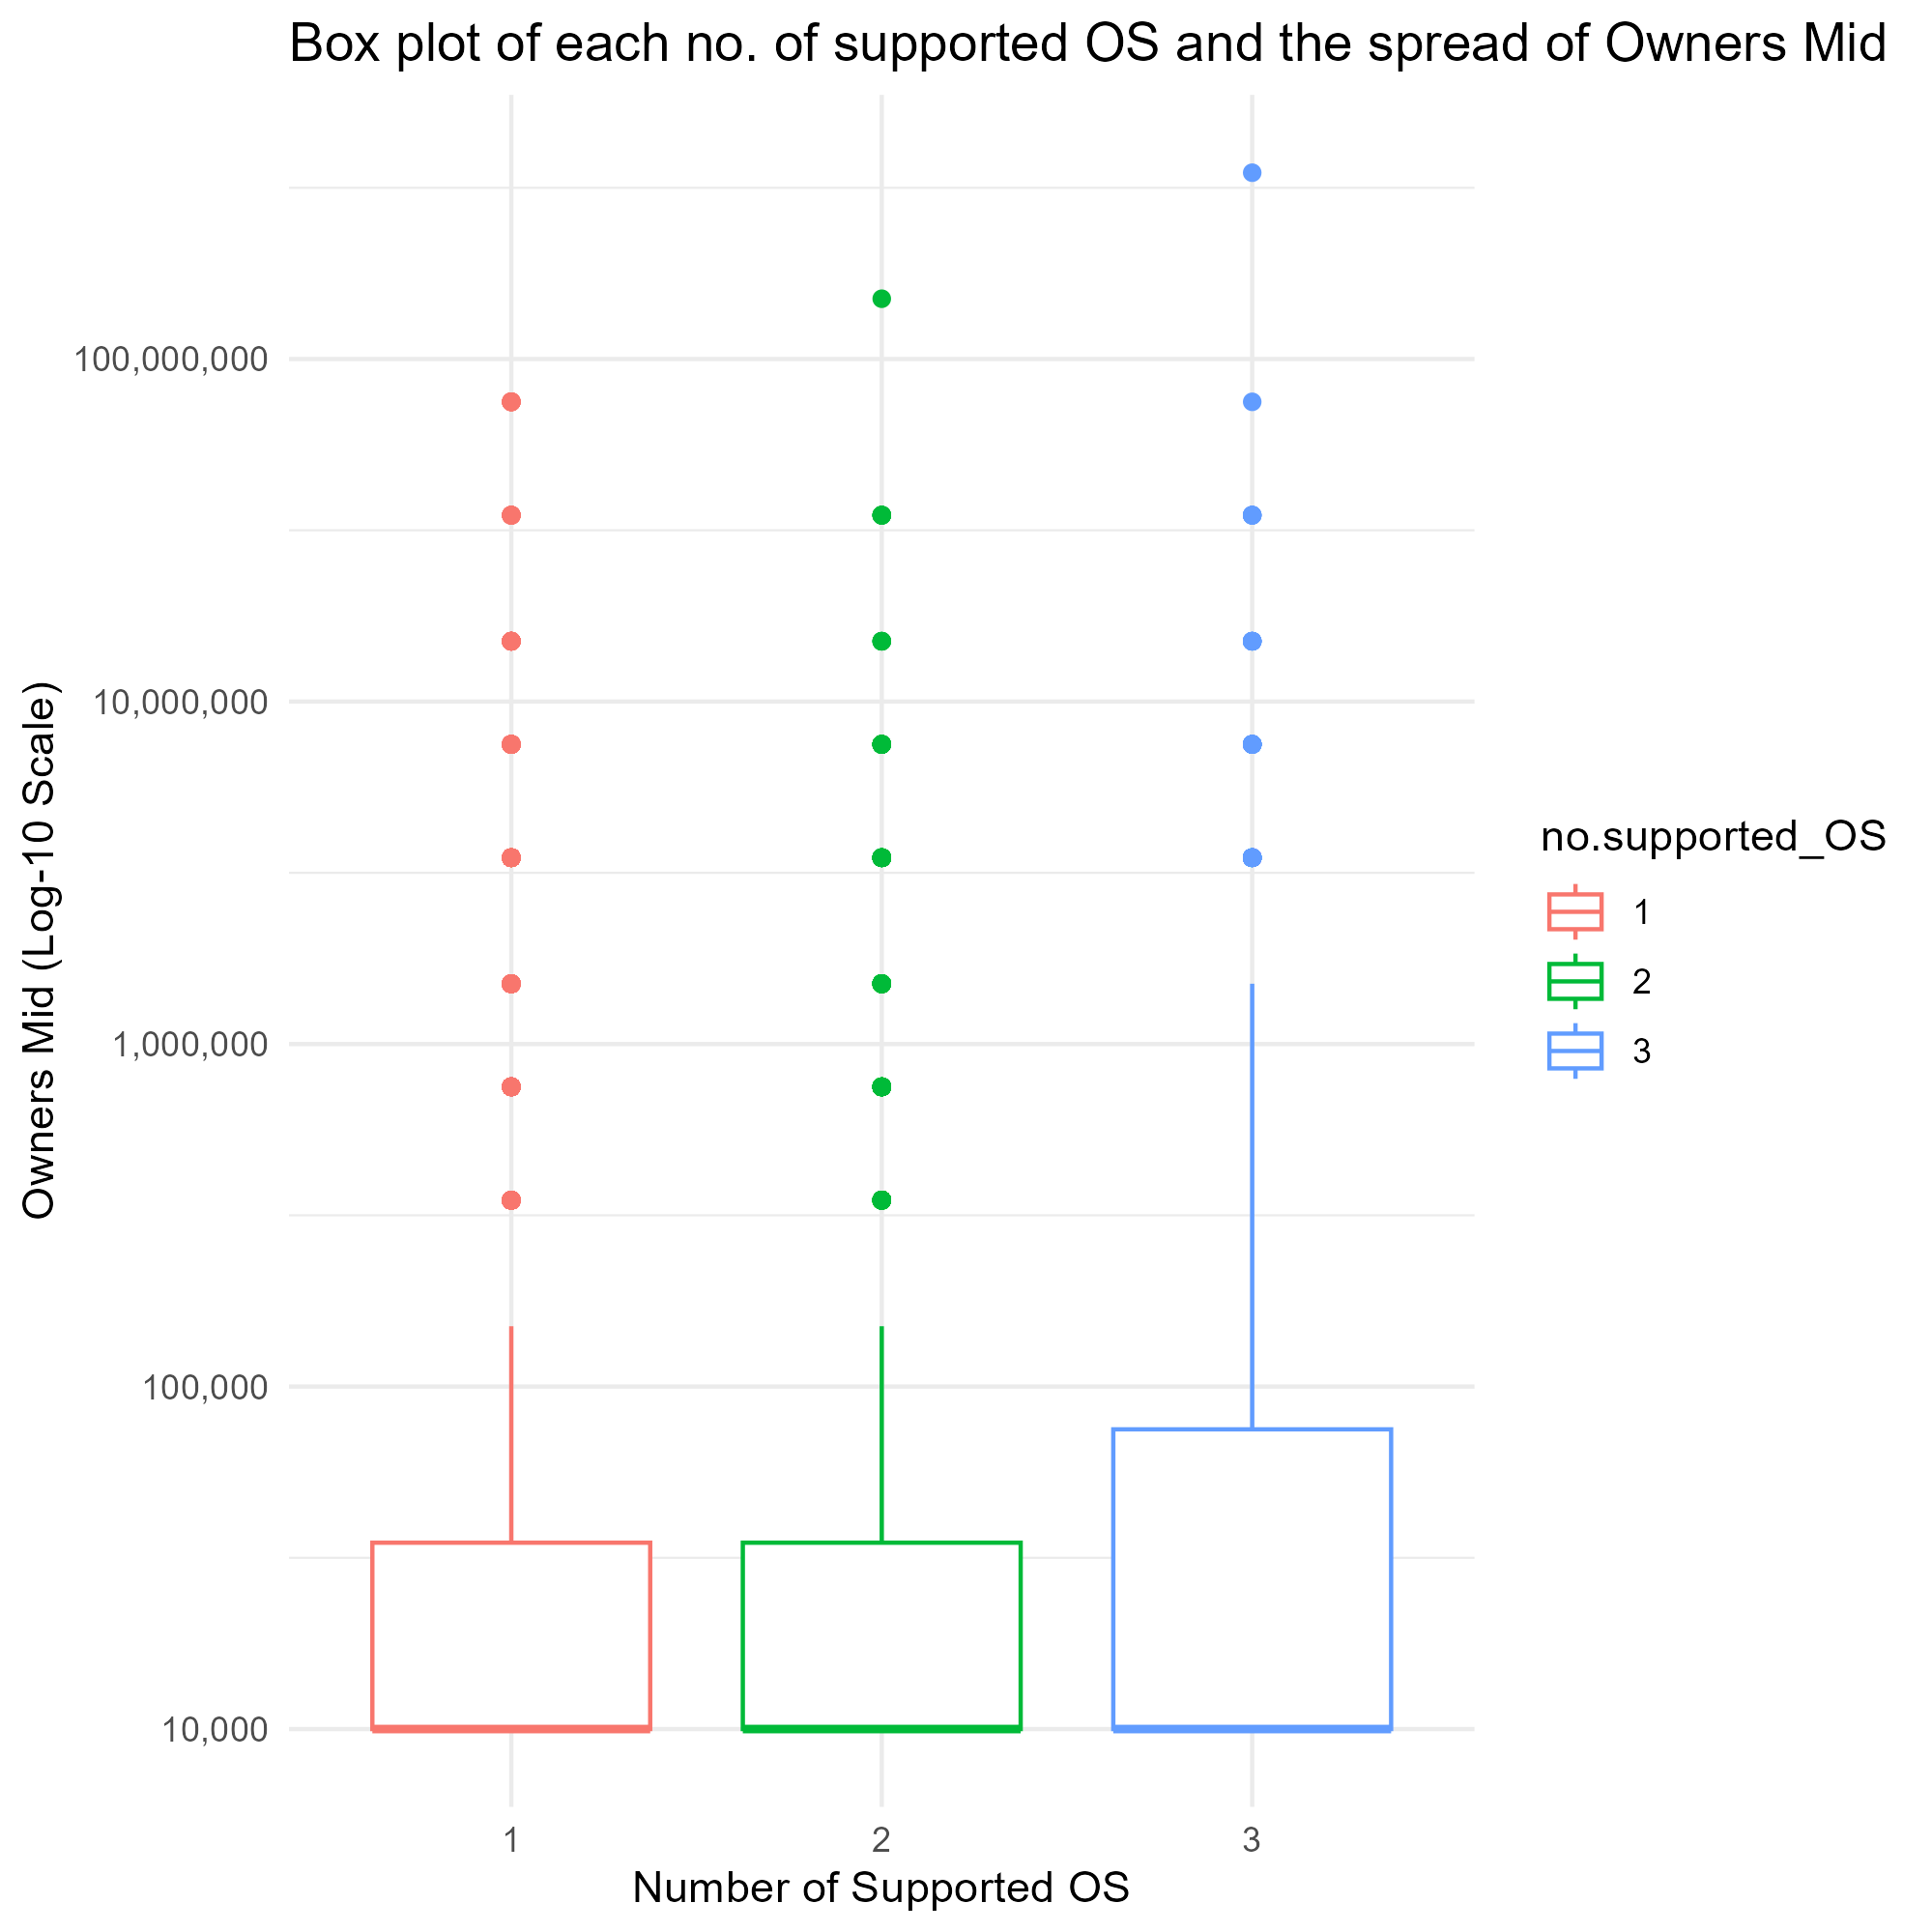 Box plot of each no. of supported OS and the spread of Owners Mid
Owners Mid (Log-10 Scale)
100,000,000
10,000,000
1,000,000
100,000
10,000
1
2
3
Number of Supported OS
no.supported_OS
1
2
3